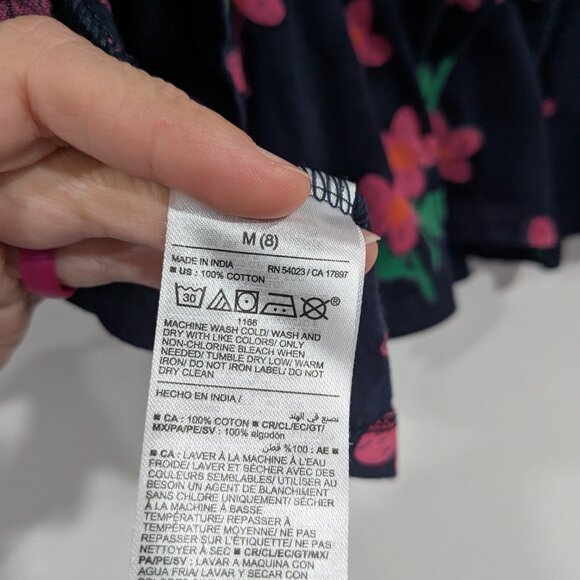 M (8)
MADE IN INDIA RN 54023 / CA 17897
■ US : 100% COTTON
30
®
1166
MACHINE WASH COLD/ WASH AND
DRY WITH LIKE COLORS/ ONLY
NON-CHLORINE BLEACH WHEN
NEEDED/ TUMBLE DRY LOW/ WARM
IRON/ DO NOT IRON LABEL/ DO NOT
DRY CLEAN
HECHO EN INDIA /
تصنع في الهند
■ CA : 100% COTON ■ CR/CL/EC/GT/
MX/PA/PE/SV : 100% algodón
■ AE : 100% قطن
■ CA : LAVER À LA MACHINE À L'EAU
FROIDE/ LAVER ET SÉCHER AVEC DES
COULEURS SEMBLABLES/ UTILISER AU
BESOIN UN AGENT DE BLANCHIMENT
SANS CHLORE UNIQUEMENT/ SÉCHER
À LA MACHINE À BASSE
TEMPÉRATURE/ REPASSER À
TEMPÉRATURE MOYENNE/ NE PAS
REPASSER SUR L'ÉTIQUETTE/ NE PAS
NETTOYER À SEC ■ CR/CL/EC/GT/MX/
PA/PE/SV : LAVAR A MAQUINA CON
AGUA FRIA/ LAVAR Y SECAR CON